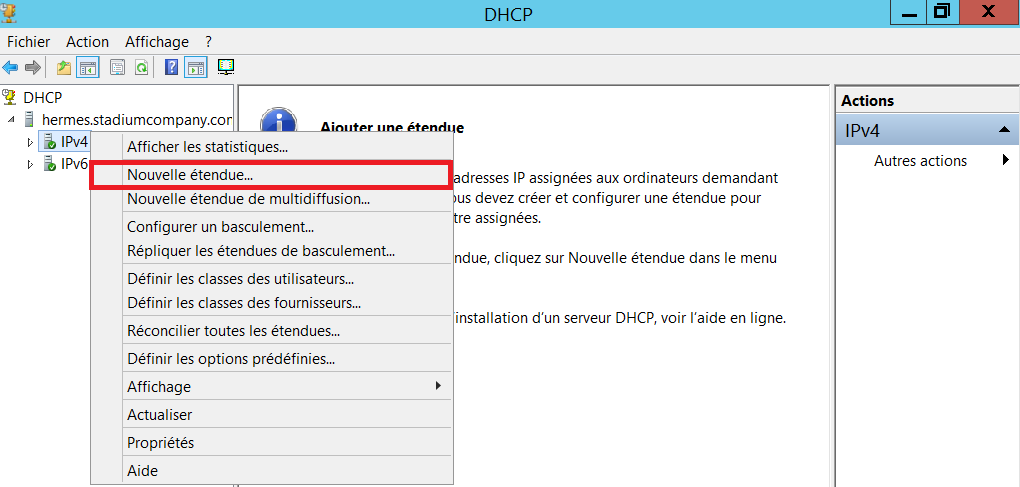 DHCP
Fichier Action Affichage ?
DHCP
hermes.stadiumcompany.cor
IPv4
IPv6
Afficher les statistiques...
Nouvelle étendue...
Nouvelle étendue de multidiffusion...
Configurer un basculement...
Répliquer les étendues de basculement...
Définir les classes des utilisateurs...
Définir les classes des fournisseurs...
Réconcilier toutes les étendues...
Définir les options prédéfinies...
Affichage
Actualiser
Propriétés
Aide
Ajouter une étendue
adresses IP assignées aux ordinateurs demandant
ous devez créer et configurer une étendue pour
tre assignées.
ndue, cliquez sur Nouvelle étendue dans le menu
'installation d'un serveur DHCP, voir l'aide en ligne.
Actions
IPv4
Autres actions